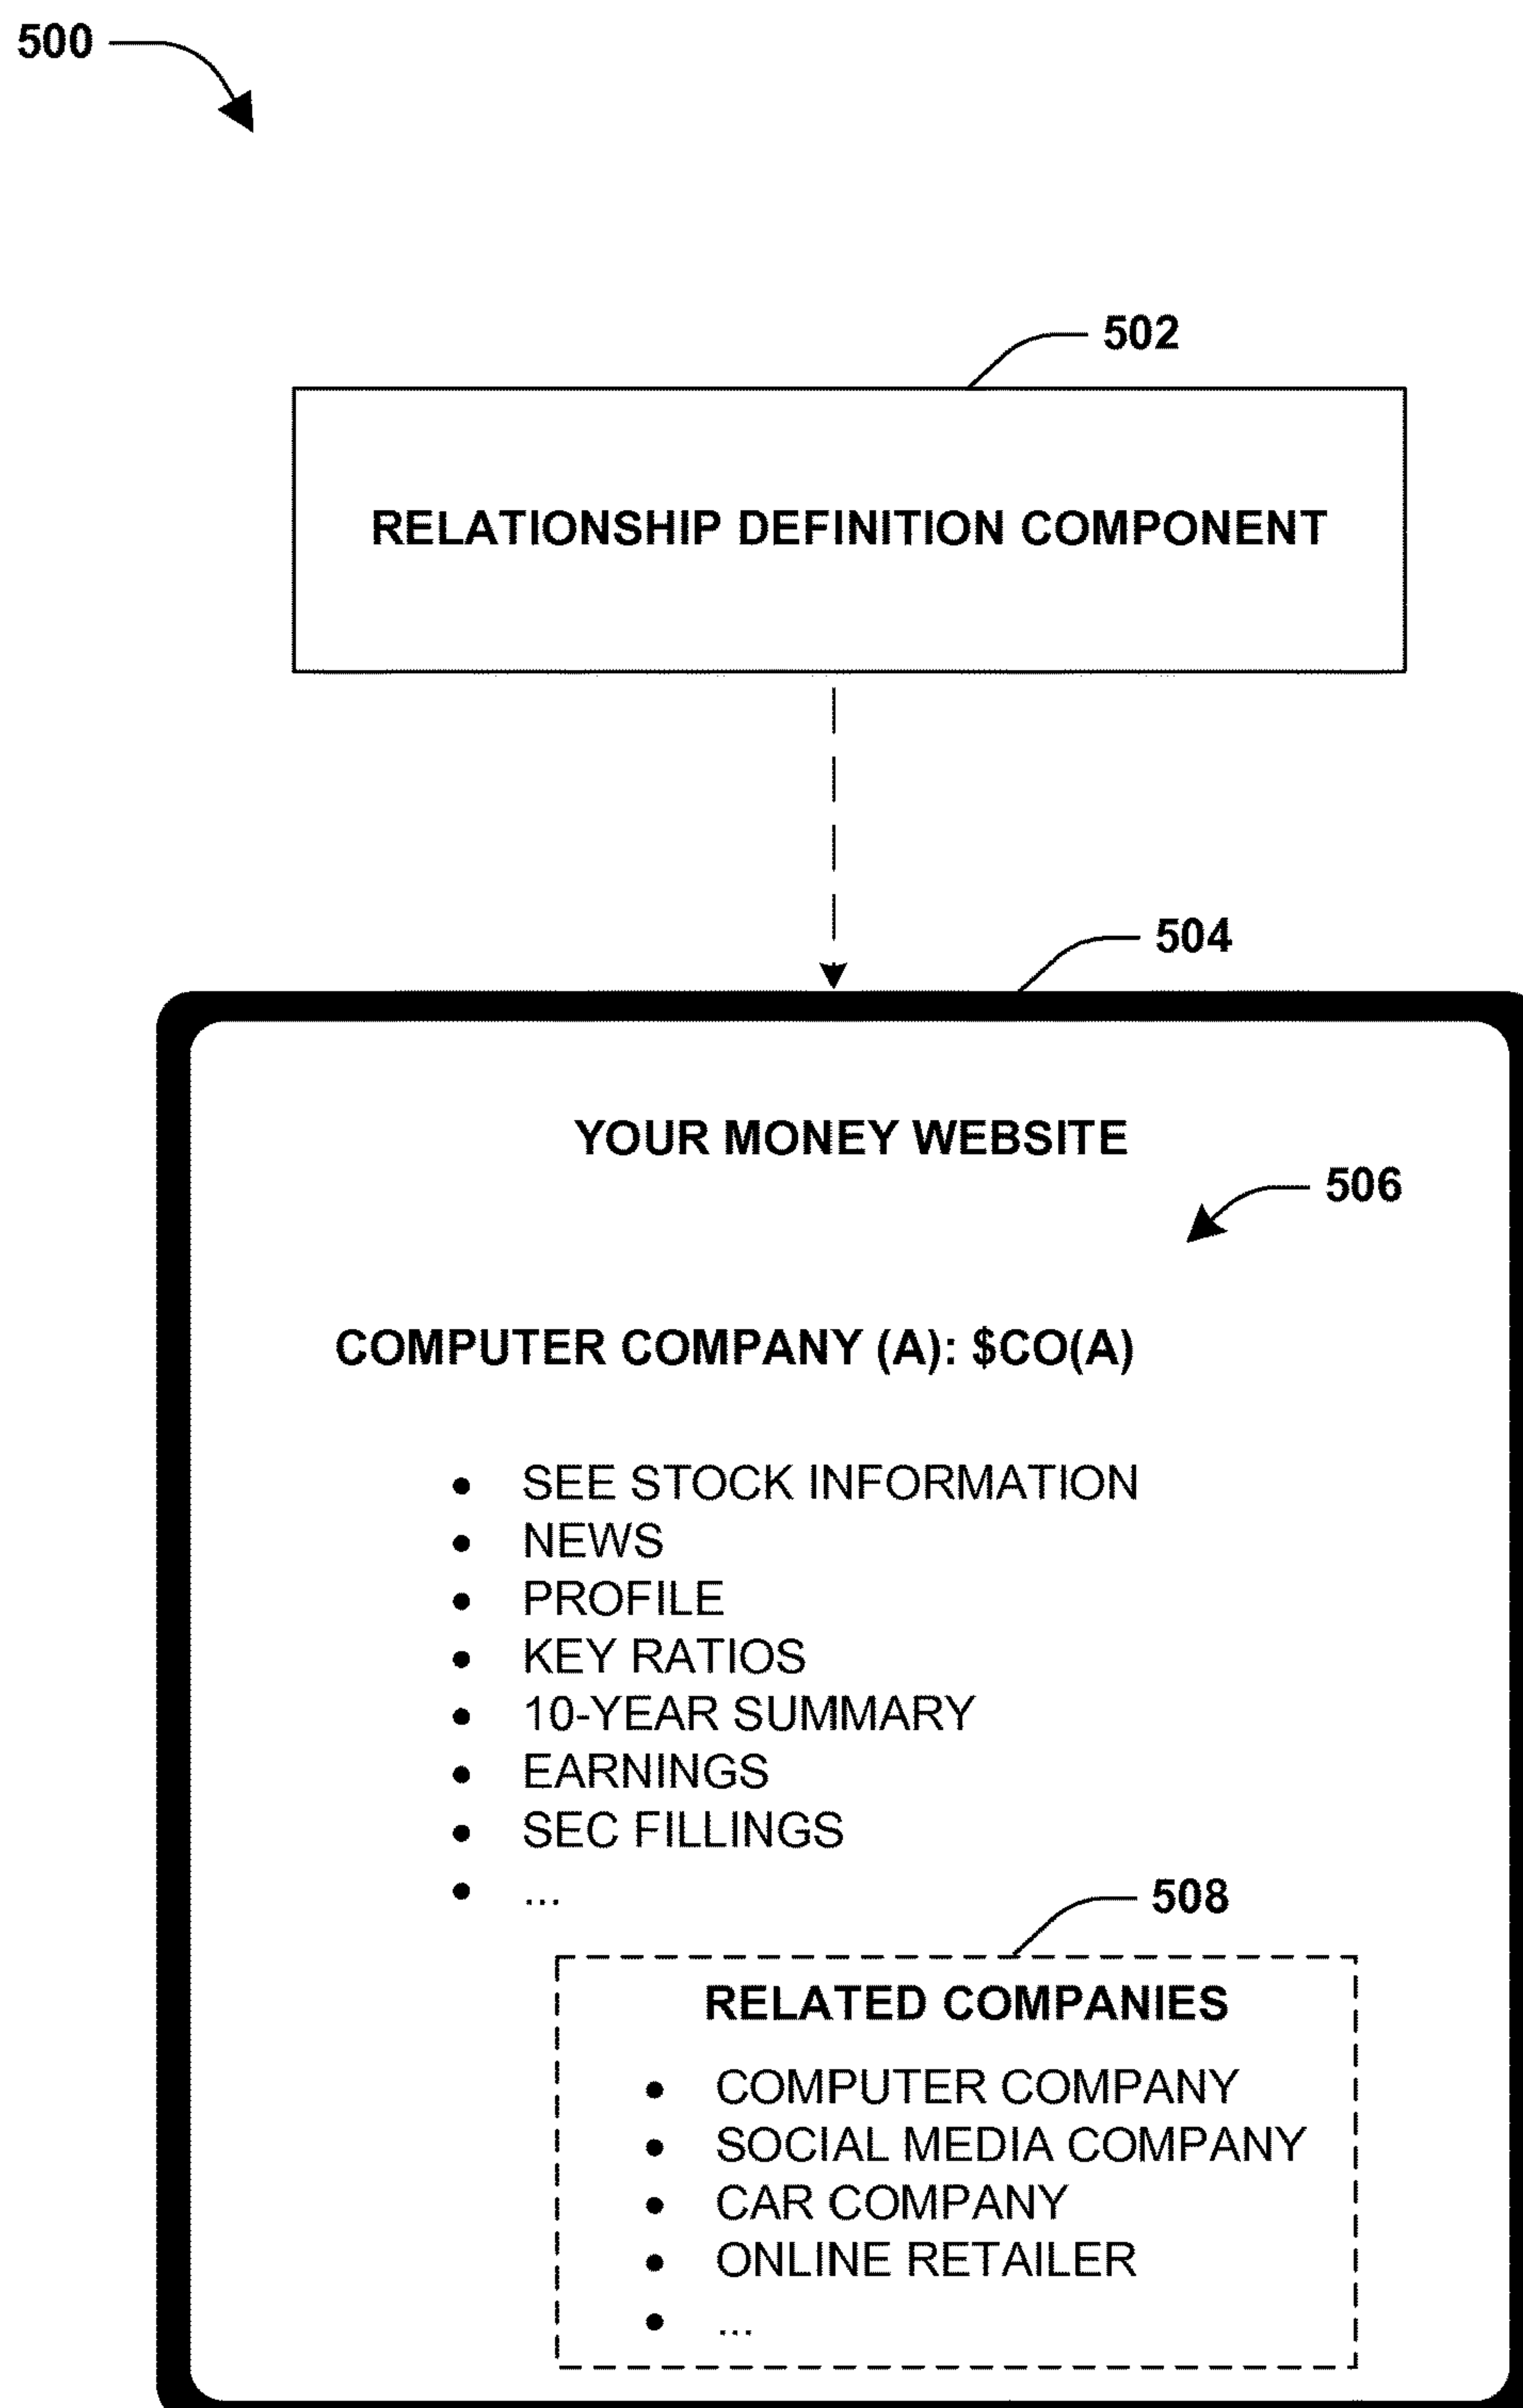 500
502
RELATIONSHIP DEFINITION COMPONENT
504
YOUR MONEY WEBSITE
506
COMPUTER COMPANY (A): $CO(A)
• SEE STOCK INFORMATION
• NEWS
• PROFILE
• KEY RATIOS
• 10-YEAR SUMMARY
• EARNINGS
• SEC FILLINGS
• ...
508
RELATED COMPANIES
• COMPUTER COMPANY
• SOCIAL MEDIA COMPANY
• CAR COMPANY
• ONLINE RETAILER
• ...